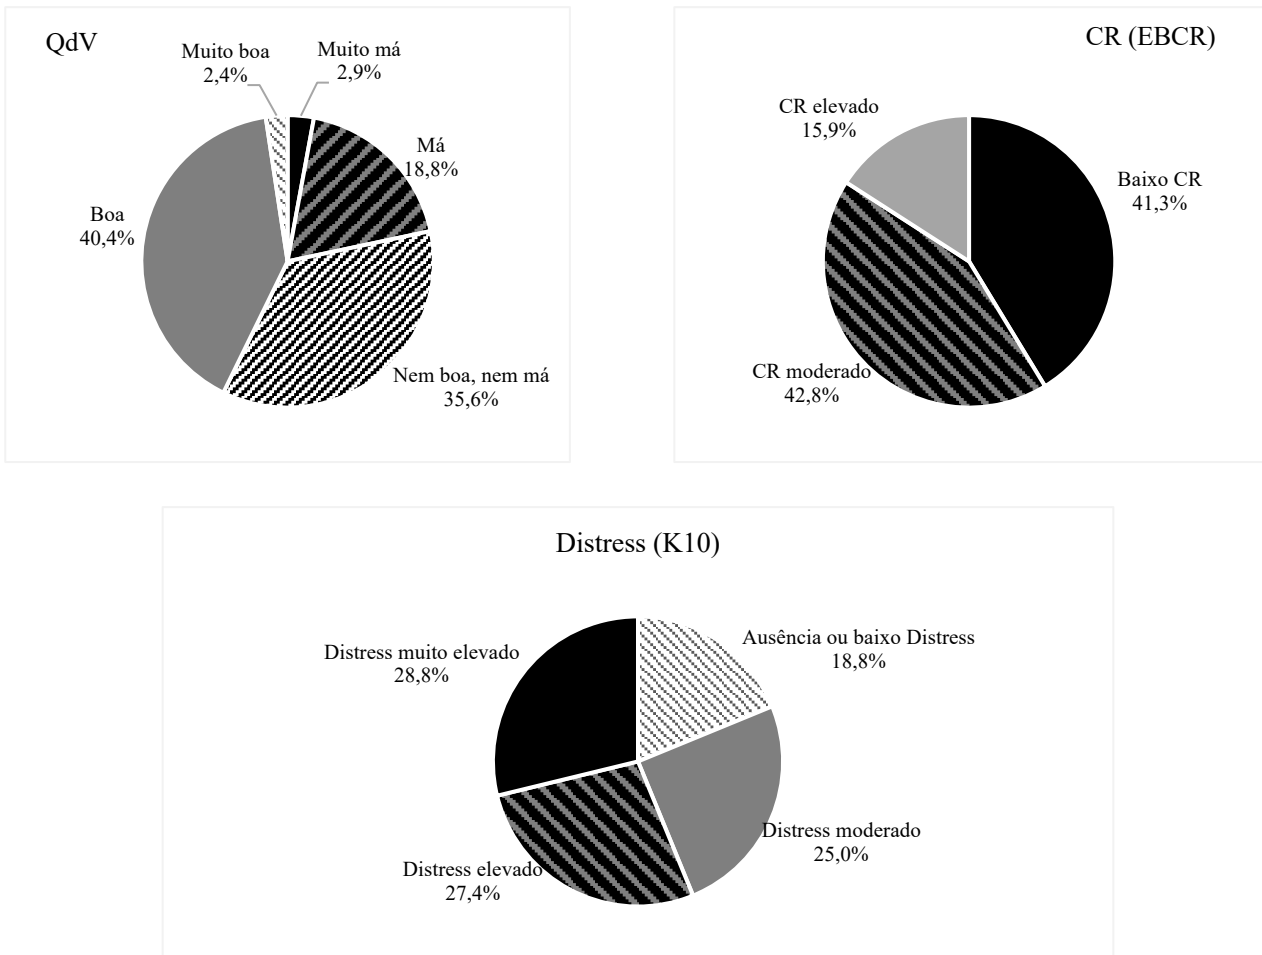 QdV
Muito boa
2,4%
Muito má
2,9%
Má
18,8%
Boa
40,4%
Nem boa, nem má
35,6%
CR (EBCR)
CR elevado
15,9%
Baixo CR
41,3%
CR moderado
42,8%
Distress (K10)
Distress muito elevado
28,8%
Ausência ou baixo Distress
18,8%
Distress moderado
25,0%
Distress elevado
27,4%